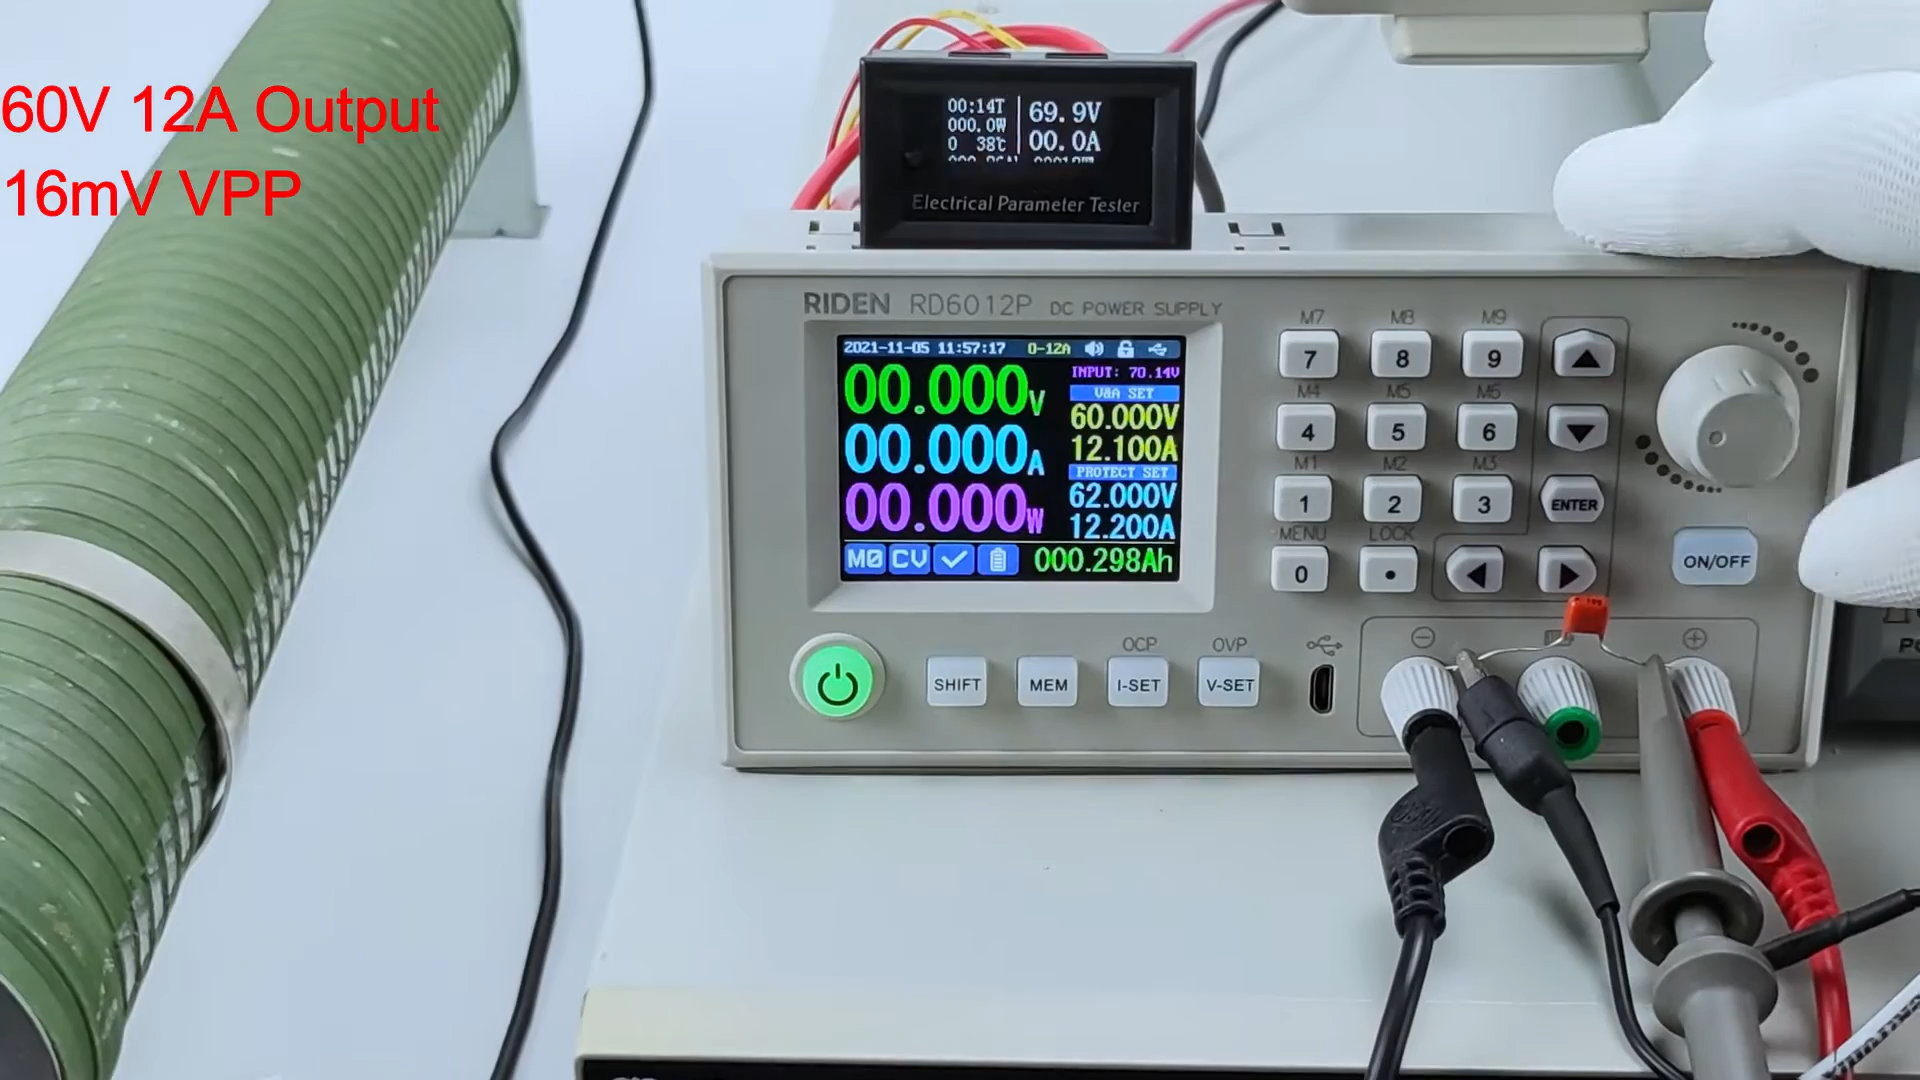 60V 12A Output
16mV VPP
00:14T
69.9V
000.0W
0 38℃
00.0A
Electrical Parameter Tester
RIDEN RD6012P DC POWER SUPPLY
2021-11-05 11:57:17 0-12A
INPUT: 70.14V
00.000V
V&A SET
60.000V
00.000A
12.100A
PROTECT SET
00.000W
62.000V
12.200A
M0 CV 000.298Ah
M7 M8 M9
7 8 9
M4 M5 M6
4 5 6
M1 M2 M3
1 2 3 ENTER
MENU LOCK
0 . ON/OFF
OCP OVP
SHIFT MEM I-SET V-SET